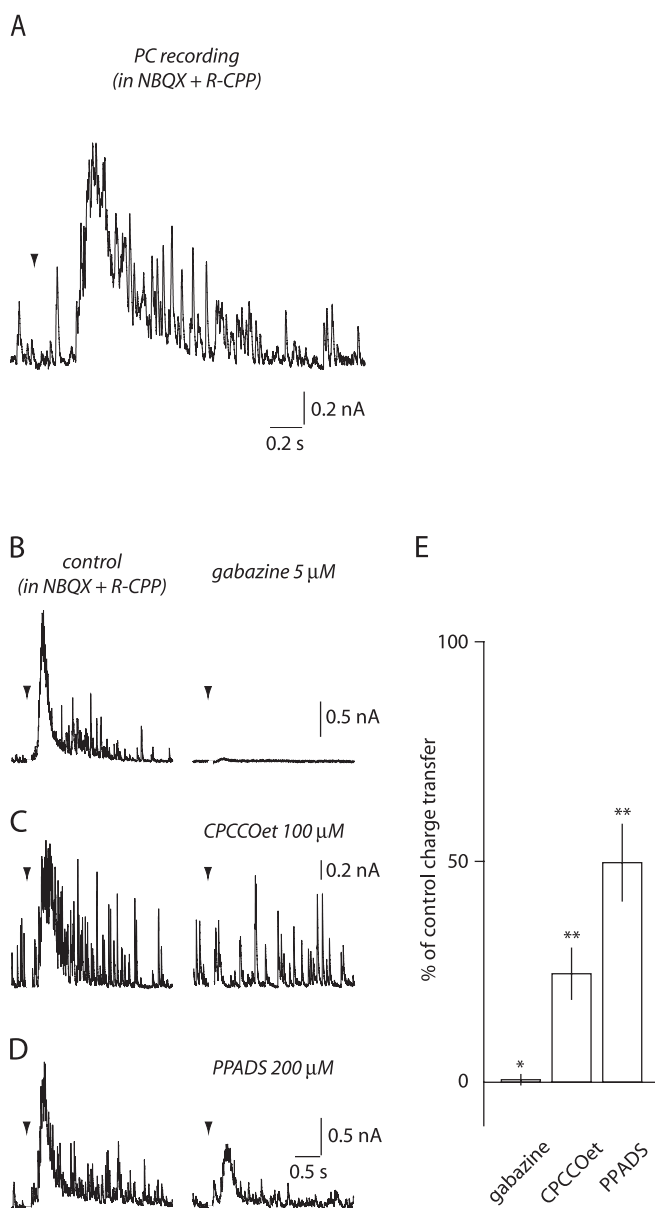 A
PC recording
(in NBQX + R-CPP)
0.2 nA
0.2 s
B
control
(in NBQX + R-CPP)
gabazine 5 µM
0.5 nA
C
CPCCOet 100 µM
0.2 nA
D
PPADS 200 µM
0.5 nA
0.5 s
E
% of control charge transfer
100
50
0
*
**
**
gabazine
CPCCOet
PPADS